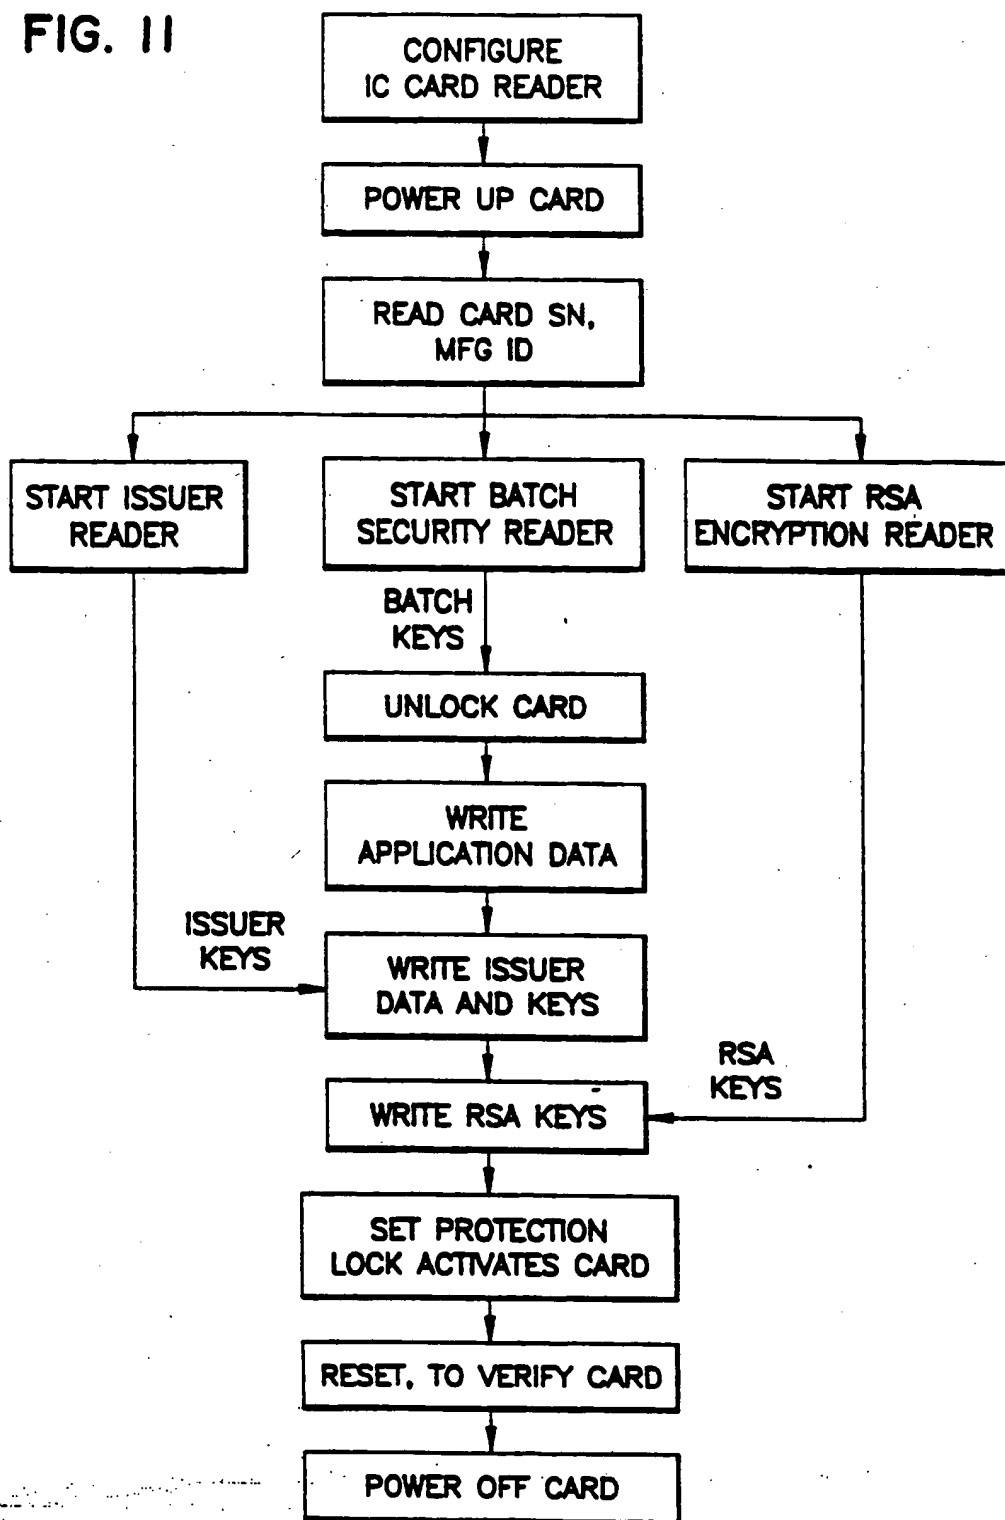 FIG. 11
CONFIGURE
IC CARD READER
POWER UP CARD
READ CARD SN,
MFG ID
START ISSUER
READER
START BATCH
SECURITY READER
START RSA
ENCRYPTION READER
BATCH
KEYS
UNLOCK CARD
WRITE
APPLICATION DATA
ISSUER
KEYS
WRITE ISSUER
DATA AND KEYS
RSA
KEYS
WRITE RSA KEYS
SET PROTECTION
LOCK ACTIVATES CARD
RESET, TO VERIFY CARD
POWER OFF CARD